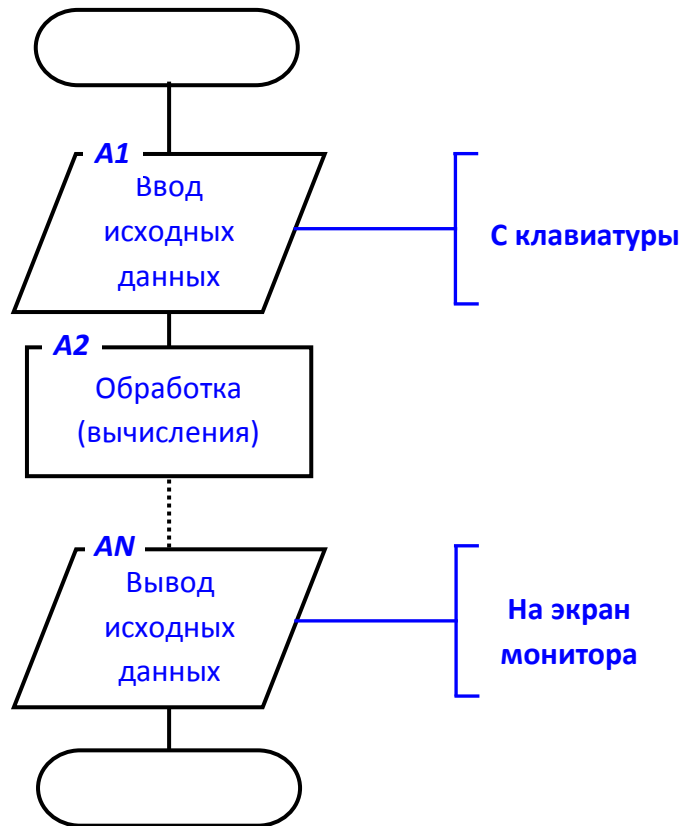 A1
Ввод
исходных
данных
С клавиатуры
A2
Обработка
(вычисления)
AN
Вывод
исходных
данных
На экран
монитора